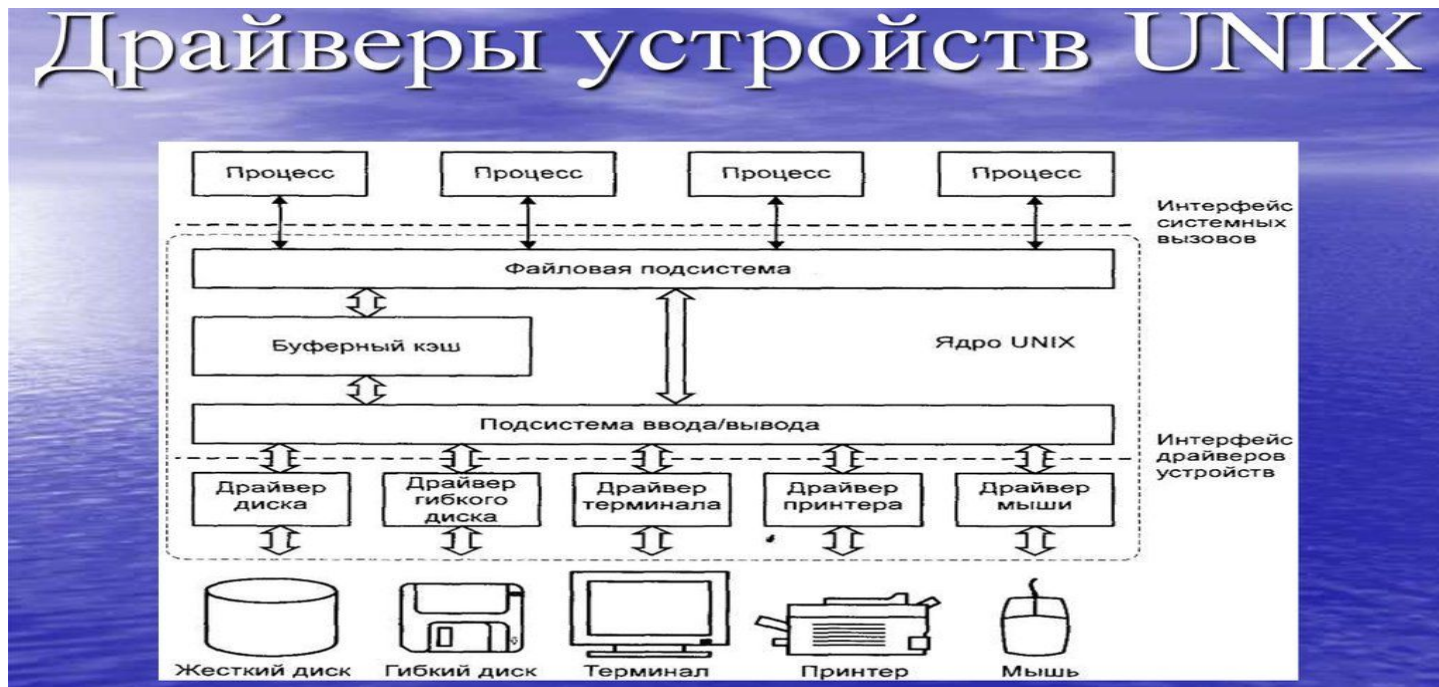 Драйверы устройств UNIX
Процесс
Процесс
Процесс
Процесс
Интерфейс
системных
вызовов
Файловая подсистема
Буферный кэш
Ядро UNIX
Подсистема ввода/вывода
Интерфейс
драйверов
устройств
Драйвер
диска
Драйвер
гибкого
диска
Драйвер
терминала
Драйвер
принтера
Драйвер
мыши
Жесткий диск
Гибкий диск
Терминал
Принтер
Мышь